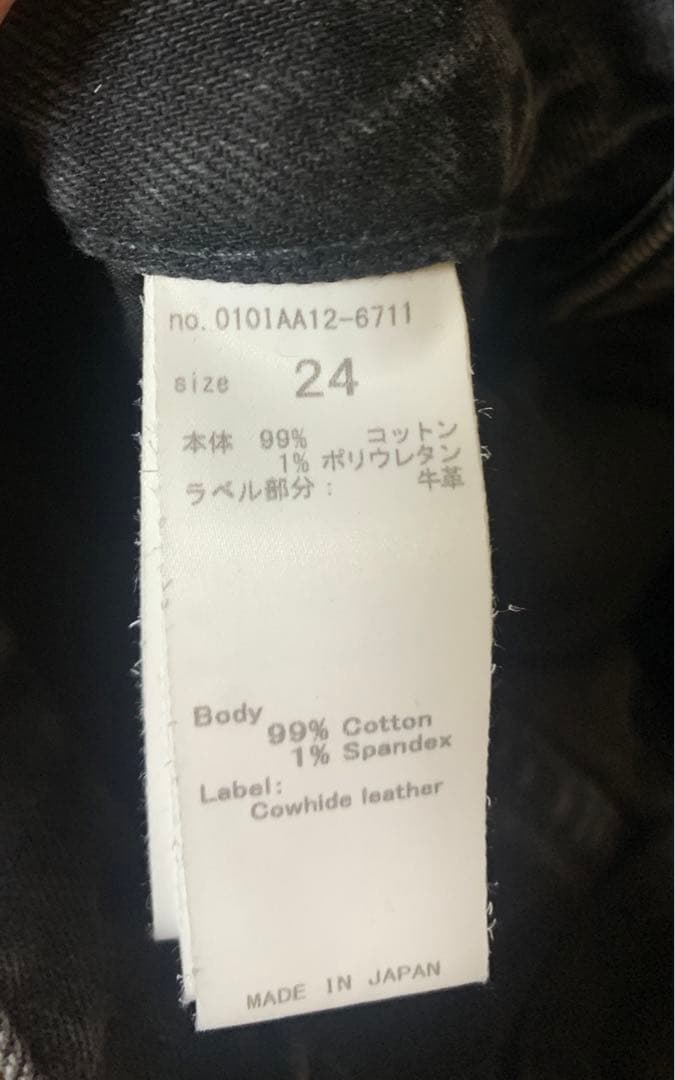 no. 0101AA12-6711
size 24
本体 99% コットン
1% ポリウレタン
ラベル部分： 牛革
Body
99% Cotton
1% Spandex
Label:
Cowhide leather
MADE IN JAPAN